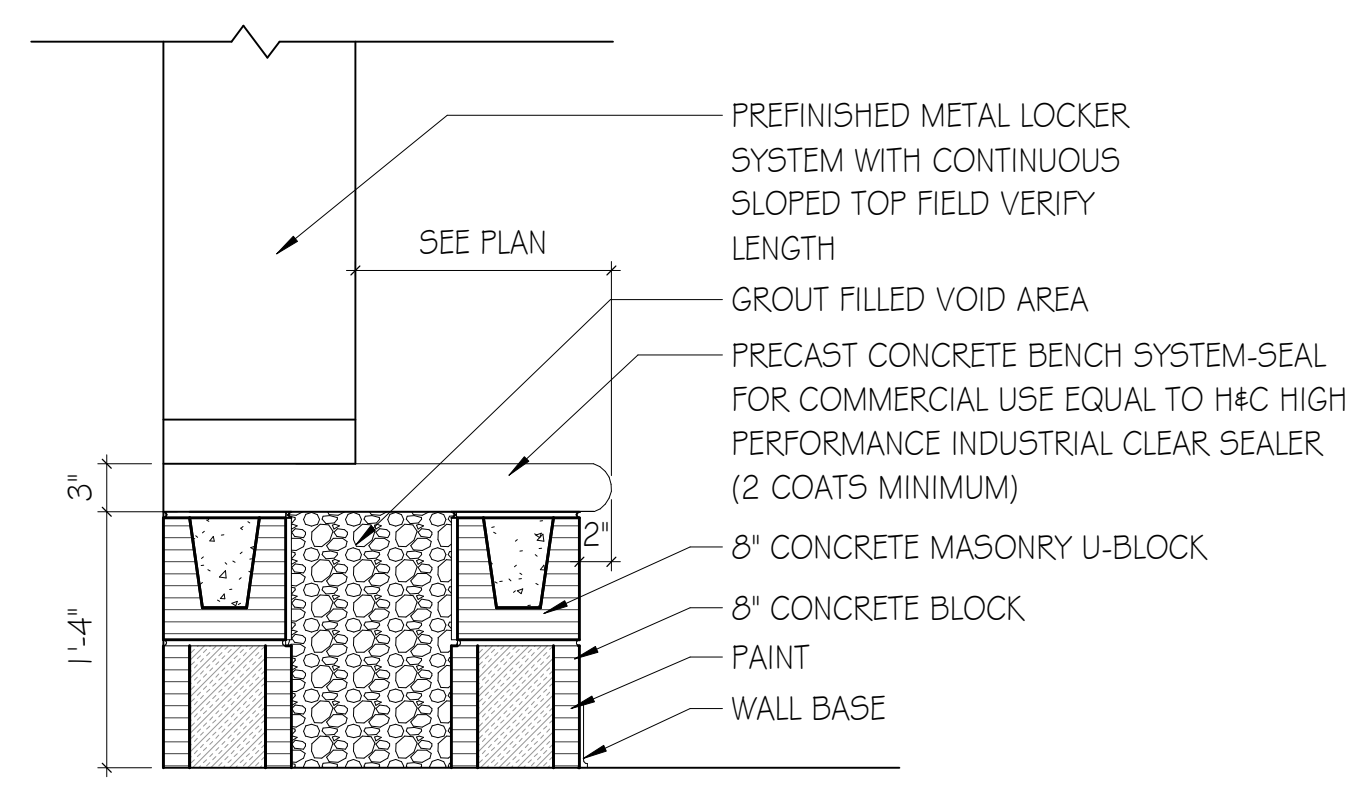 PREFINISHED METAL LOCKER
SYSTEM WITH CONTINUOUS
SLOPED TOP FIELD VERIFY
LENGTH
SEE PLAN
GROUT FILLED VOID AREA
PRECAST CONCRETE BENCH SYSTEM-SEAL
FOR COMMERCIAL USE EQUAL TO H&C HIGH
PERFORMANCE INDUSTRIAL CLEAR SEALER
(2 COATS MINIMUM)
3"
2"
8" CONCRETE MASONRY U-BLOCK
8" CONCRETE BLOCK
1'-4"
PAINT
WALL BASE